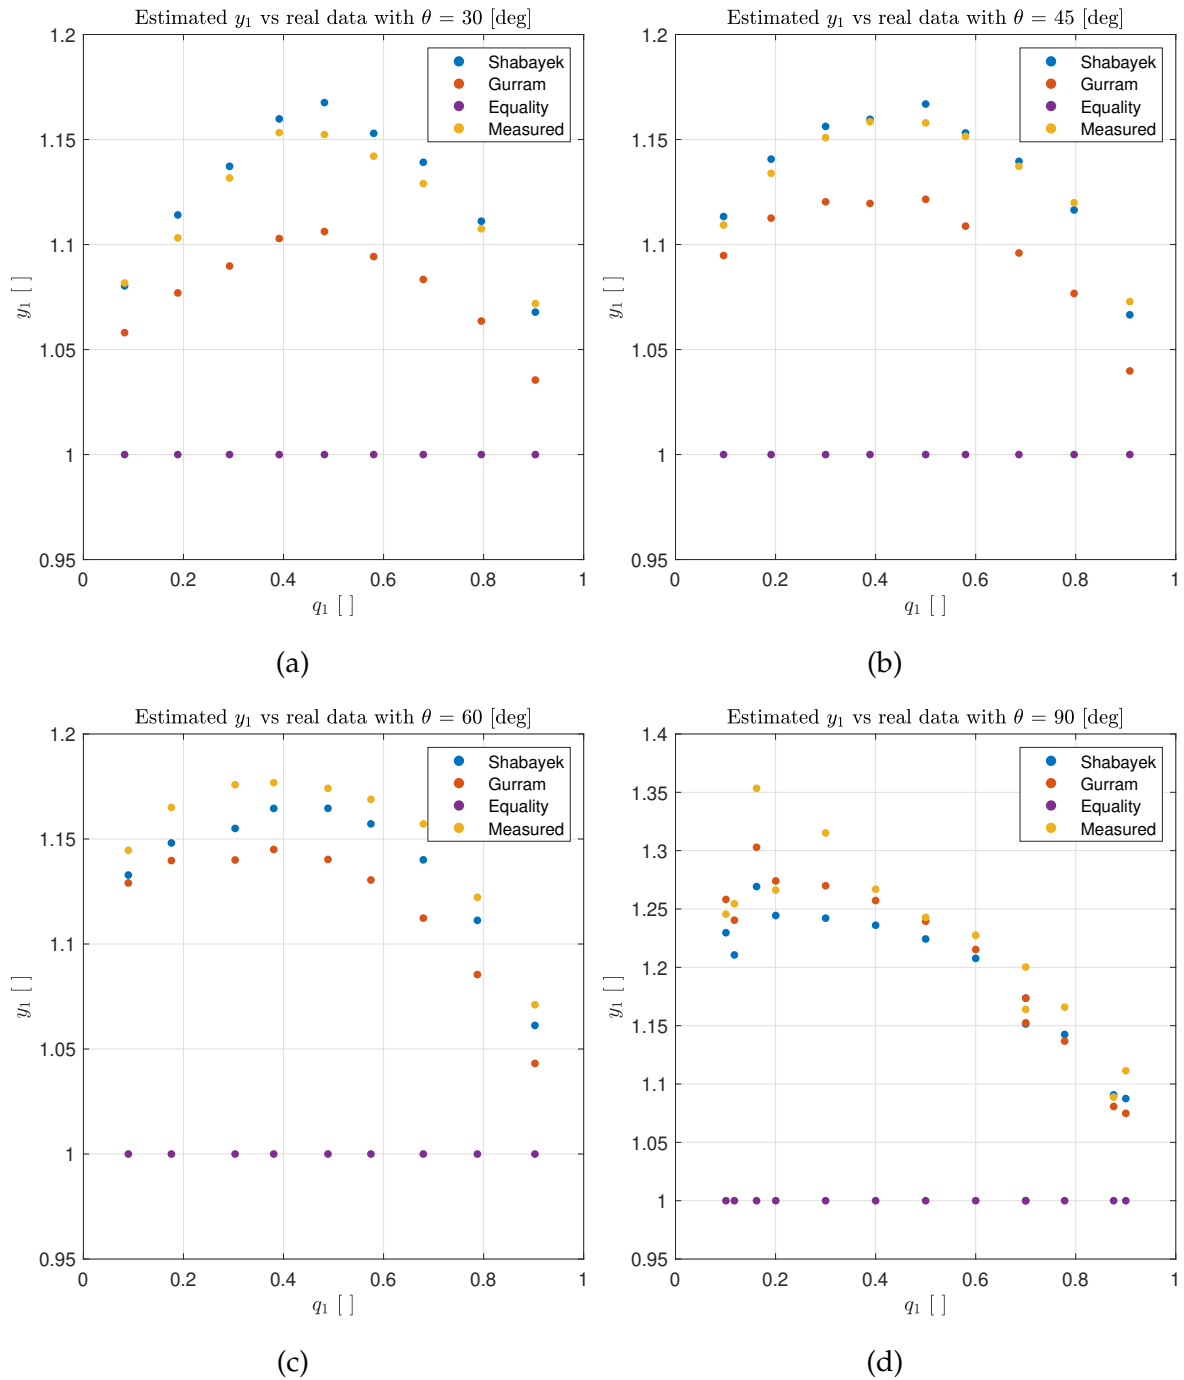 Estimated y₁ vs real data with θ = 30 [deg]
1.2
1.15
1.1
1.05
1
0.95
y₁ [ ]
0 0.2 0.4 0.6 0.8 1
q₁ [ ]
Shabayek
Gurram
Equality
Measured
(a)
Estimated y₁ vs real data with θ = 45 [deg]
1.2
1.15
1.1
1.05
1
0.95
y₁ [ ]
0 0.2 0.4 0.6 0.8 1
q₁ [ ]
Shabayek
Gurram
Equality
Measured
(b)
Estimated y₁ vs real data with θ = 60 [deg]
1.2
1.15
1.1
1.05
1
0.95
y₁ [ ]
0 0.2 0.4 0.6 0.8 1
q₁ [ ]
Shabayek
Gurram
Equality
Measured
(c)
Estimated y₁ vs real data with θ = 90 [deg]
1.4
1.35
1.3
1.25
1.2
1.15
1.1
1.05
1
0.95
y₁ [ ]
0 0.2 0.4 0.6 0.8 1
q₁ [ ]
Shabayek
Gurram
Equality
Measured
(d)